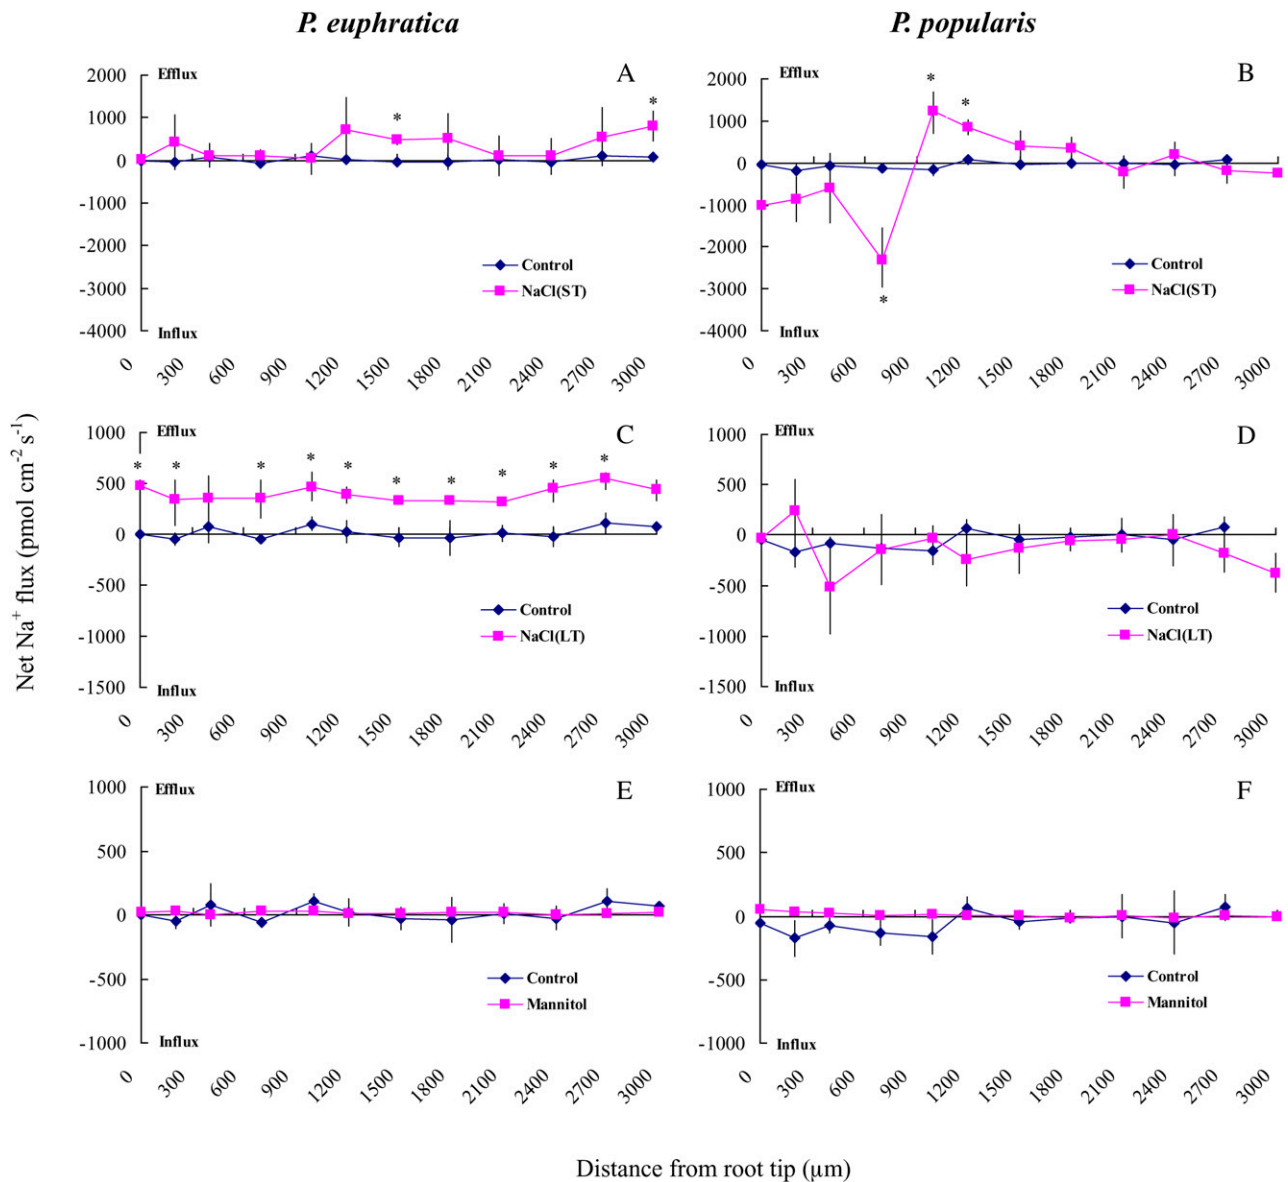 P. euphratica
P. popularis
Efflux
A
2000
1000
0
-1000
-2000
-3000
-4000
*
*
Control
NaCl(ST)
Influx
0 300 600 900 1200 1500 1800 2100 2400 2700 3000
Efflux
B
2000
1000
0
-1000
-2000
-3000
-4000
*
*
*
Control
NaCl(ST)
Influx
0 300 600 900 1200 1500 1800 2100 2400 2700 3000
Net Na⁺ flux (pmol cm⁻² s⁻¹)
Efflux
C
1000
500
0
-500
-1000
-1500
* * * * * * * * * *
Control
NaCl(LT)
Influx
0 300 600 900 1200 1500 1800 2100 2400 2700 3000
Efflux
D
1000
500
0
-500
-1000
-1500
Control
NaCl(LT)
Influx
0 300 600 900 1200 1500 1800 2100 2400 2700 3000
Efflux
E
1000
500
0
-500
-1000
Control
Mannitol
Influx
0 300 600 900 1200 1500 1800 2100 2400 2700 3000
Efflux
F
1000
500
0
-500
-1000
Control
Mannitol
Influx
0 300 600 900 1200 1500 1800 2100 2400 2700 3000
Distance from root tip (µm)